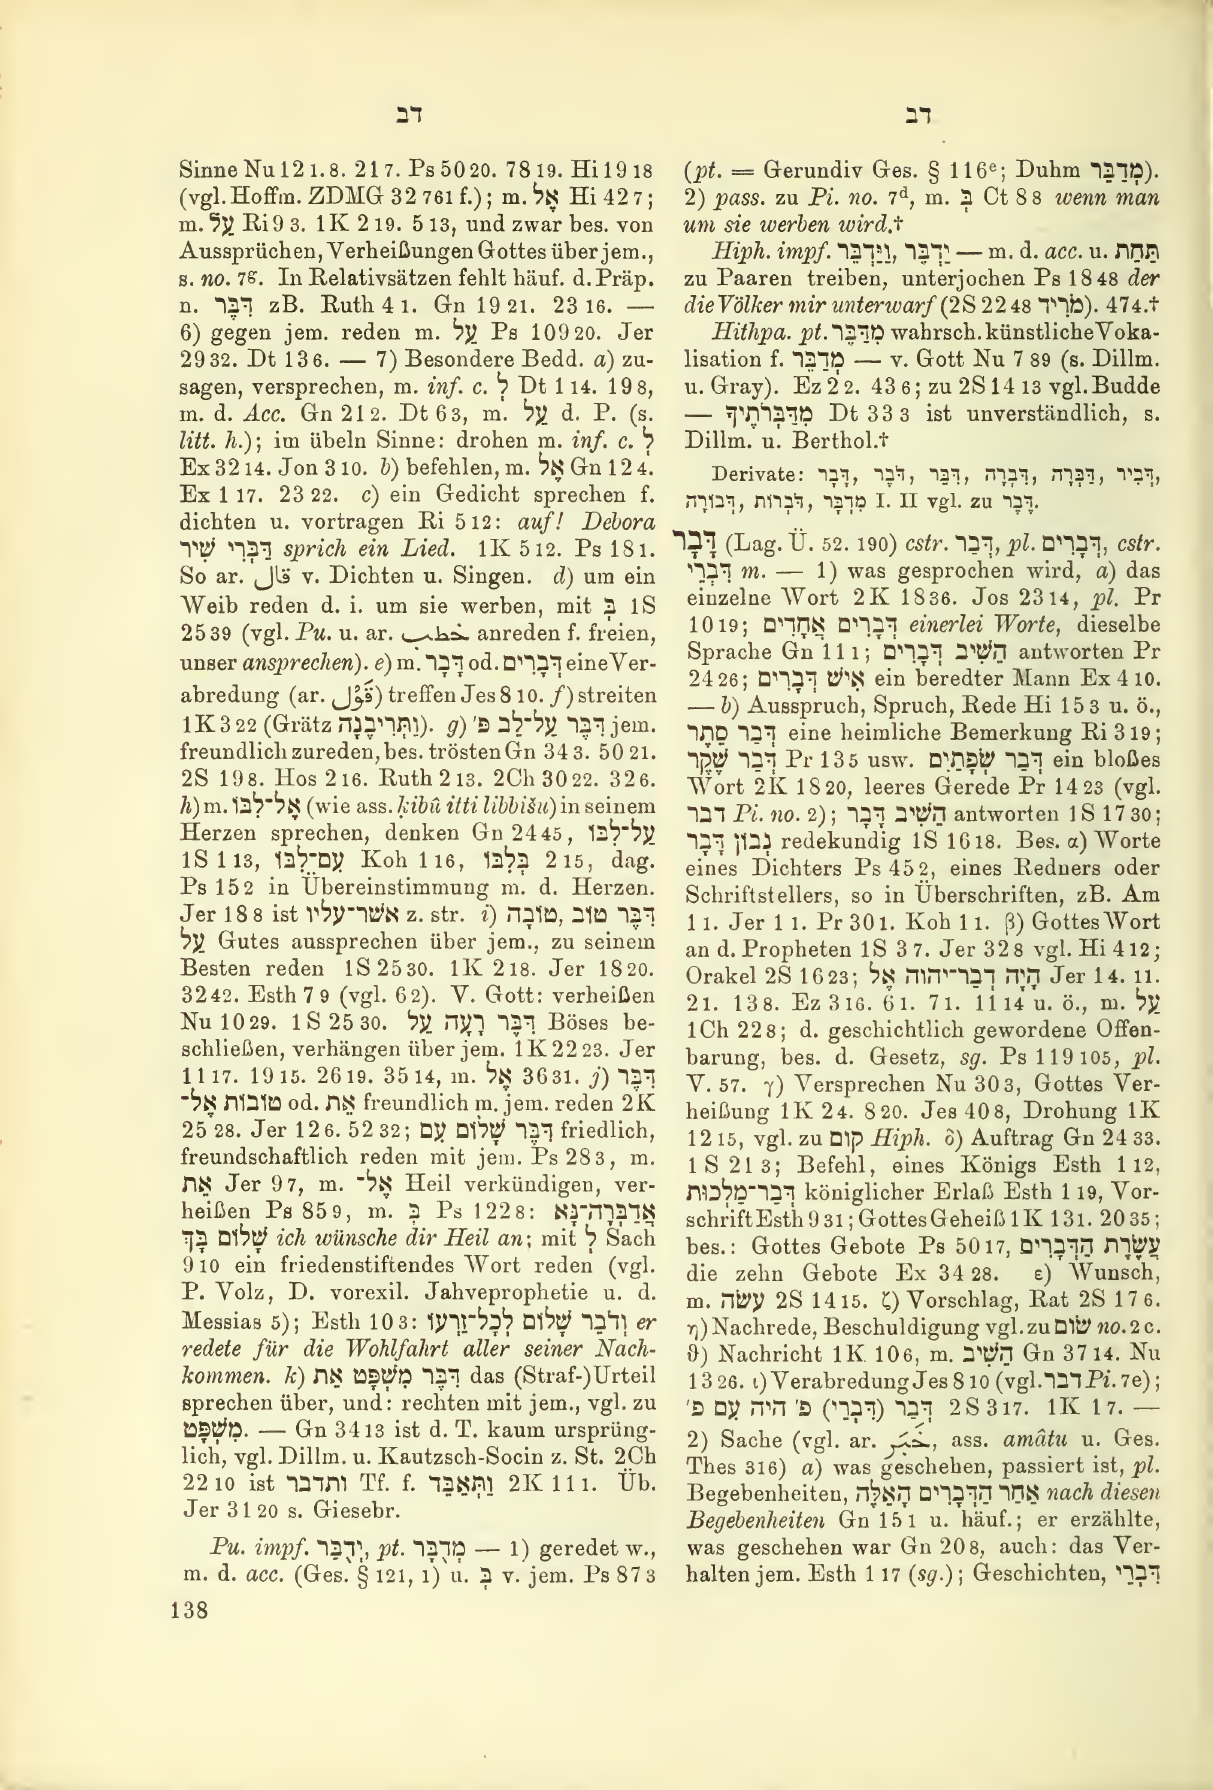 דב
דב
Sinne Nu 12 1. 8. 21 7. Ps 50 20. 78 19. Hi 19 18
(vgl. Hoffm. ZDMG 32 761 f.); m. אֶל Hi 42 7;
m. עַל Ri 9 3. 1K 2 19. 5 13, und zwar bes. von
Aussprüchen, Verheißungen Gottes über jem.,
s. no. 7g. In Relativsätzen fehlt häuf. d. Präp.
n. דִּבֶּר zB. Ruth 4 1. Gn 19 21. 23 16. —
6) gegen jem. reden m. עַל Ps 109 20. Jer
29 32. Dt 13 6. — 7) Besondere Bedd. a) zu-
sagen, versprechen, m. inf. c. לְ Dt 1 14. 19 8,
m. d. Acc. Gn 21 2. Dt 6 3, m. עַל d. P. (s.
litt. h.); im übeln Sinne: drohen m. inf. c. לְ
Ex 32 14. Jon 3 10. b) befehlen, m. אֶל Gn 12 4.
Ex 1 17. 23 22. c) ein Gedicht sprechen f.
dichten u. vortragen Ri 5 12: auf! Debora
דַּבְּרִי שִׁיר sprich ein Lied. 1K 5 12. Ps 18 1.
So ar. قال v. Dichten u. Singen. d) um ein
Weib reden d. i. um sie werben, mit בְּ 1S
25 39 (vgl. Pu. u. ar. خطب anreden f. freien,
unser ansprechen). e) m. דָּבָר od. דְּבָרִים eine Ver-
abredung (ar. قَوْل) treffen Jes 8 10. f) streiten
1K 3 22 (Grätz וַתְּרִיבֶנָה). g) דִּבֶּר עַל־לֵב פ׳ jem.
freundlich zureden, bes. trösten Gn 34 3. 50 21.
2S 19 8. Hos 2 16. Ruth 2 13. 2Ch 30 22. 32 6.
h) m. אֶל־לִבּוֹ (wie ass. ḳibû itti libbišu) in seinem
Herzen sprechen, denken Gn 24 45, עַל־לִבּוֹ
1S 1 13, עִם־לִבּוֹ Koh 1 16, בְּלִבּוֹ 2 15, dag.
Ps 15 2 in Übereinstimmung m. d. Herzen.
Jer 18 8 ist אשר־עליו z. str. i) דִּבֶּר טוֹב, טוֹבָה
עַל Gutes aussprechen über jem., zu seinem
Besten reden 1S 25 30. 1K 2 18. Jer 18 20.
32 42. Esth 7 9 (vgl. 6 2). V. Gott: verheißen
Nu 10 29. 1S 25 30. דִּבֶּר רָעָה עַל Böses be-
schließen, verhängen über jem. 1K 22 23. Jer
11 17. 19 15. 26 19. 35 14, m. אֶל 36 31. j) דִּבֶּר
טוֹבוֹת אֶל־ od. אֵת freundlich m. jem. reden 2K
25 28. Jer 12 6. 52 32; דִּבֶּר שָׁלוֹם עִם friedlich,
freundschaftlich reden mit jem. Ps 28 3, m.
אֵת Jer 9 7, m. אֶל־ Heil verkündigen, ver-
heißen Ps 85 9, m. בְּ Ps 122 8: אֲדַבְּרָה־נָּא
שָׁלוֹם בָּךְ ich wünsche dir Heil an; mit לְ Sach
9 10 ein friedenstiftendes Wort reden (vgl.
P. Volz, D. vorexil. Jahveprophetie u. d.
Messias 5); Esth 10 3: וְדֹבֵר שָׁלוֹם לְכָל־זַרְעוֹ er
redete für die Wohlfahrt aller seiner Nach-
kommen. k) דִּבֶּר מִשְׁפָּט אֵת das (Straf-)Urteil
sprechen über, und: rechten mit jem., vgl. zu
מִשְׁפָּט. — Gn 34 13 ist d. T. kaum ursprüng-
lich, vgl. Dillm. u. Kautzsch-Socin z. St. 2Ch
22 10 ist ותדבר Tf. f. וַתְּאַבֵּד 2K 11 1. Üb.
Jer 31 20 s. Giesebr.
Pu. impf. יְדֻבַּר, pt. מְדֻבָּר — 1) geredet w.,
m. d. acc. (Ges. § 121, 1) u. בְּ v. jem. Ps 87 3
138
(pt. = Gerundiv Ges. § 116e; Duhm מְדַבֵּר).
2) pass. zu Pi. no. 7d, m. בְּ Ct 8 8 wenn man
um sie werben wird.†
Hiph. impf. יַדְבֵּר, וַיַּדְבֵּר — m. d. acc. u. תַּחַת
zu Paaren treiben, unterjochen Ps 18 48 der
die Völker mir unterwarf (2S 22 48 מֹרִיד). 47 4.†
Hithpa. pt. מִדַּבֵּר wahrsch. künstliche Voka-
lisation f. מְדַבֵּר — v. Gott Nu 7 89 (s. Dillm.
u. Gray). Ez 2 2. 43 6; zu 2S 14 13 vgl. Budde
— מִדַּבְּרֹתֶיךָ Dt 33 3 ist unverständlich, s.
Dillm. u. Berthol.†
Derivate: דָּבָר, דֹּבֶר, דֶּבֶר, דִּבְרָה, דַּבָּרָה, דְּבִיר,
דְּבוֹרָה, דֹּבְרוֹת, מִדְבָּר I. II vgl. zu דֶּבֶר.
דָּבָר (Lag. Ü. 52. 190) cstr. דְּבַר, pl. דְּבָרִים, cstr.
דִּבְרֵי m. — 1) was gesprochen wird, a) das
einzelne Wort 2K 18 36. Jos 23 14, pl. Pr
10 19; דְּבָרִים אֲחָדִים einerlei Worte, dieselbe
Sprache Gn 11 1; הֵשִׁיב דְּבָרִים antworten Pr
24 26; אִישׁ דְּבָרִים ein beredter Mann Ex 4 10.
— b) Ausspruch, Spruch, Rede Hi 15 3 u. ö.,
דְּבַר סֵתֶר eine heimliche Bemerkung Ri 3 19;
דְּבַר שֶׁקֶר Pr 13 5 usw. דְּבַר שְׂפָתַיִם ein bloßes
Wort 2K 18 20, leeres Gerede Pr 14 23 (vgl.
דבר Pi. no. 2); הֵשִׁיב דָּבָר antworten 1S 17 30;
נְבוֹן דָּבָר redekundig 1S 16 18. Bes. α) Worte
eines Dichters Ps 45 2, eines Redners oder
Schriftstellers, so in Überschriften, zB. Am
1 1. Jer 1 1. Pr 30 1. Koh 1 1. β) Gottes Wort
an d. Propheten 1S 3 7. Jer 32 8 vgl. Hi 4 12;
Orakel 2S 16 23; הָיָה דְבַר־יהוה אֶל Jer 1 4. 11.
2 1. 13 8. Ez 3 16. 6 1. 7 1. 11 14 u. ö., m. עַל
1Ch 22 8; d. geschichtlich gewordene Offen-
barung, bes. d. Gesetz, sg. Ps 119 105, pl.
V. 57. γ) Versprechen Nu 30 3, Gottes Ver-
heißung 1K 2 4. 8 20. Jes 40 8, Drohung 1K
12 15, vgl. zu קום Hiph. δ) Auftrag Gn 24 33.
1S 21 3; Befehl, eines Königs Esth 1 12,
דְּבַר־מַלְכוּת königlicher Erlaß Esth 1 19, Vor-
schrift Esth 9 31; Gottes Geheiß 1K 13 1. 20 35;
bes.: Gottes Gebote Ps 50 17, עֲשֶׂרֶת הַדְּבָרִים
die zehn Gebote Ex 34 28. ε) Wunsch,
m. עשׂה 2S 14 15. ζ) Vorschlag, Rat 2S 17 6.
η) Nachrede, Beschuldigung vgl. zu שׂום no. 2 c.
ϑ) Nachricht 1K 10 6, m. הֵשִׁיב Gn 37 14. Nu
13 26. ι) Verabredung Jes 8 10 (vgl. דבר Pi. 7e);
דְּבַר (דִּבְרֵי) פ׳ היה עם פ׳ 2S 3 17. 1K 1 7. —
2) Sache (vgl. ar. خَبَر, ass. amâtu u. Ges.
Thes 316) a) was geschehen, passiert ist, pl.
Begebenheiten, אַחַר הַדְּבָרִים הָאֵלֶּה nach diesen
Begebenheiten Gn 15 1 u. häuf.; er erzählte,
was geschehen war Gn 20 8, auch: das Ver-
halten jem. Esth 1 17 (sg.); Geschichten, דִּבְרֵי